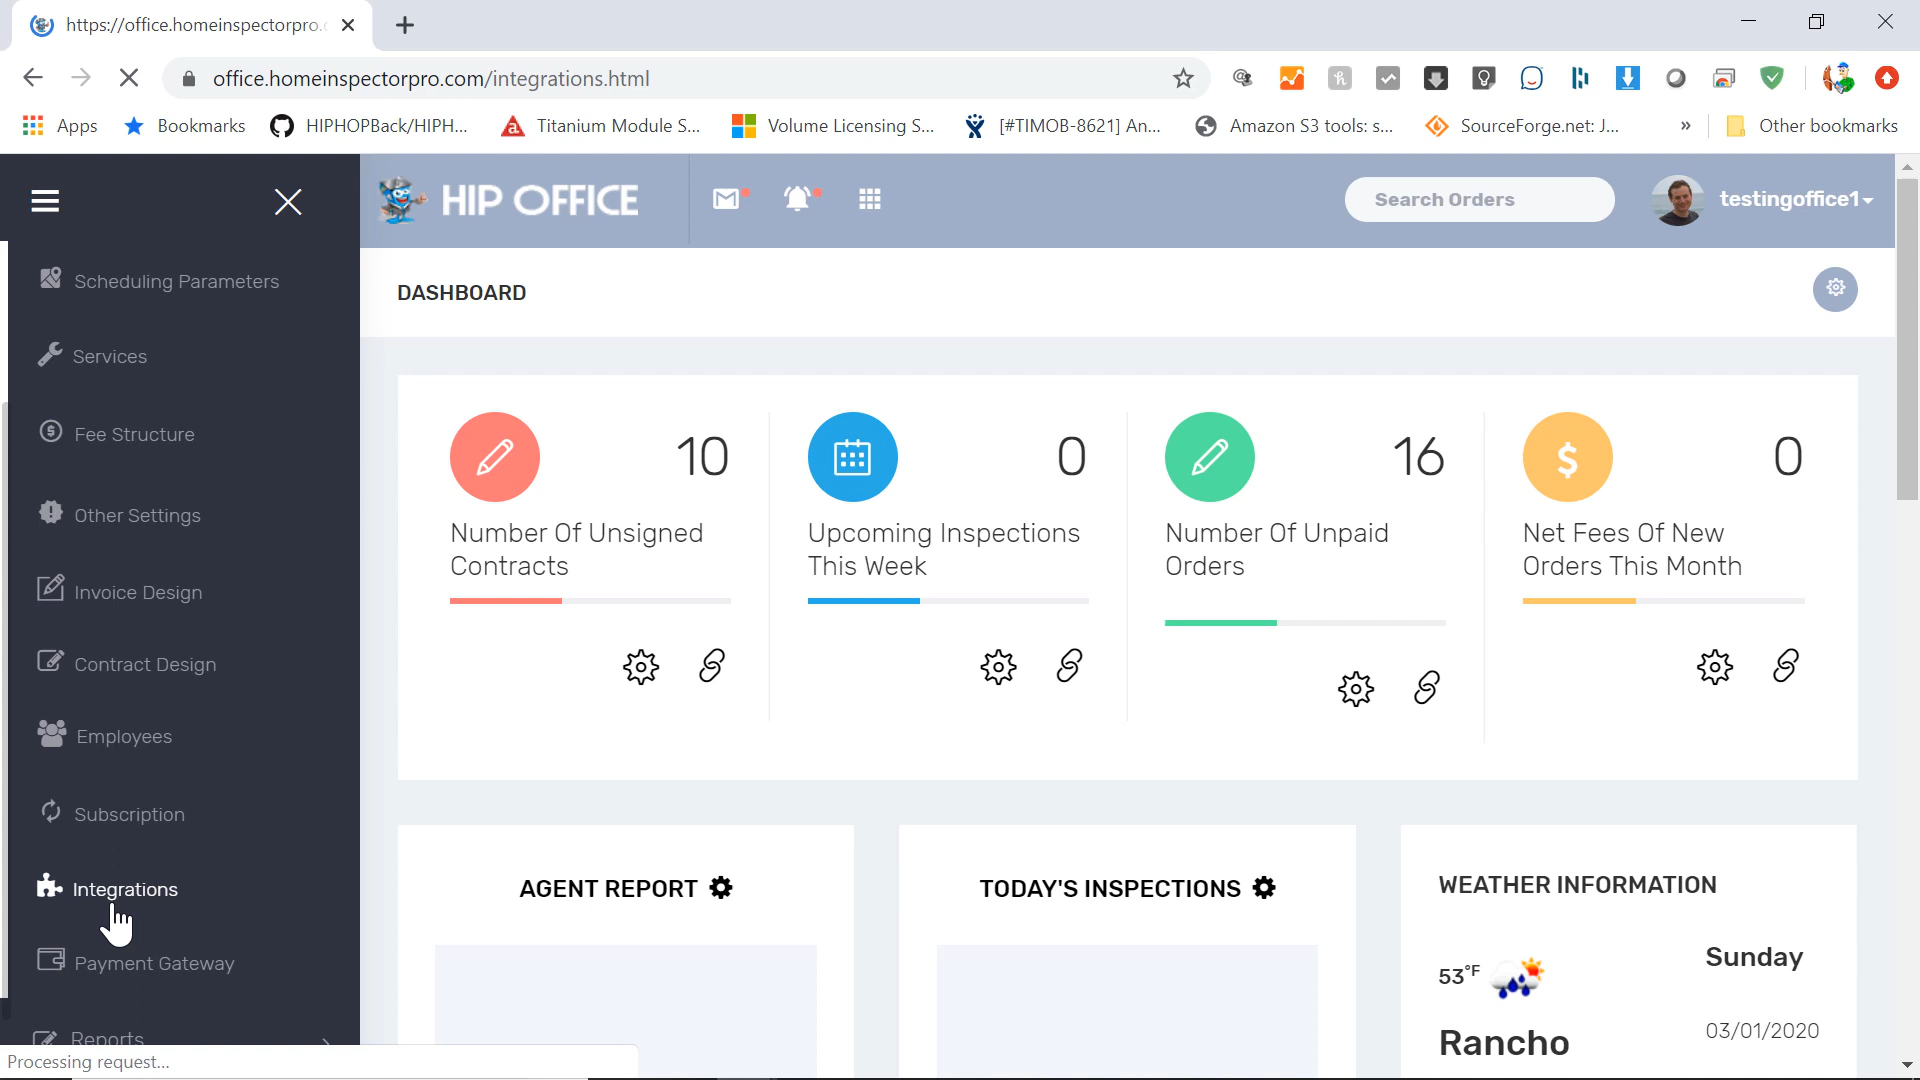 https://office.homeinspectorpro.c
office.homeinspectorpro.com/integrations.html
Apps
Bookmarks
HIPHOPBack/HIPH...
Titanium Module S...
Volume Licensing S...
[#TIMOB-8621] An...
Amazon S3 tools: s...
SourceForge.net: J...
»
Other bookmarks
HIP OFFICE
Search Orders
testingoffice1
Scheduling Parameters
Services
Fee Structure
Other Settings
Invoice Design
Contract Design
Employees
Subscription
Integrations
Payment Gateway
Reports
Processing request...
DASHBOARD
10
Number Of Unsigned
Contracts
0
Upcoming Inspections
This Week
16
Number Of Unpaid
Orders
0
Net Fees Of New
Orders This Month
AGENT REPORT
TODAY'S INSPECTIONS
WEATHER INFORMATION
53°F
Sunday
Rancho
03/01/2020